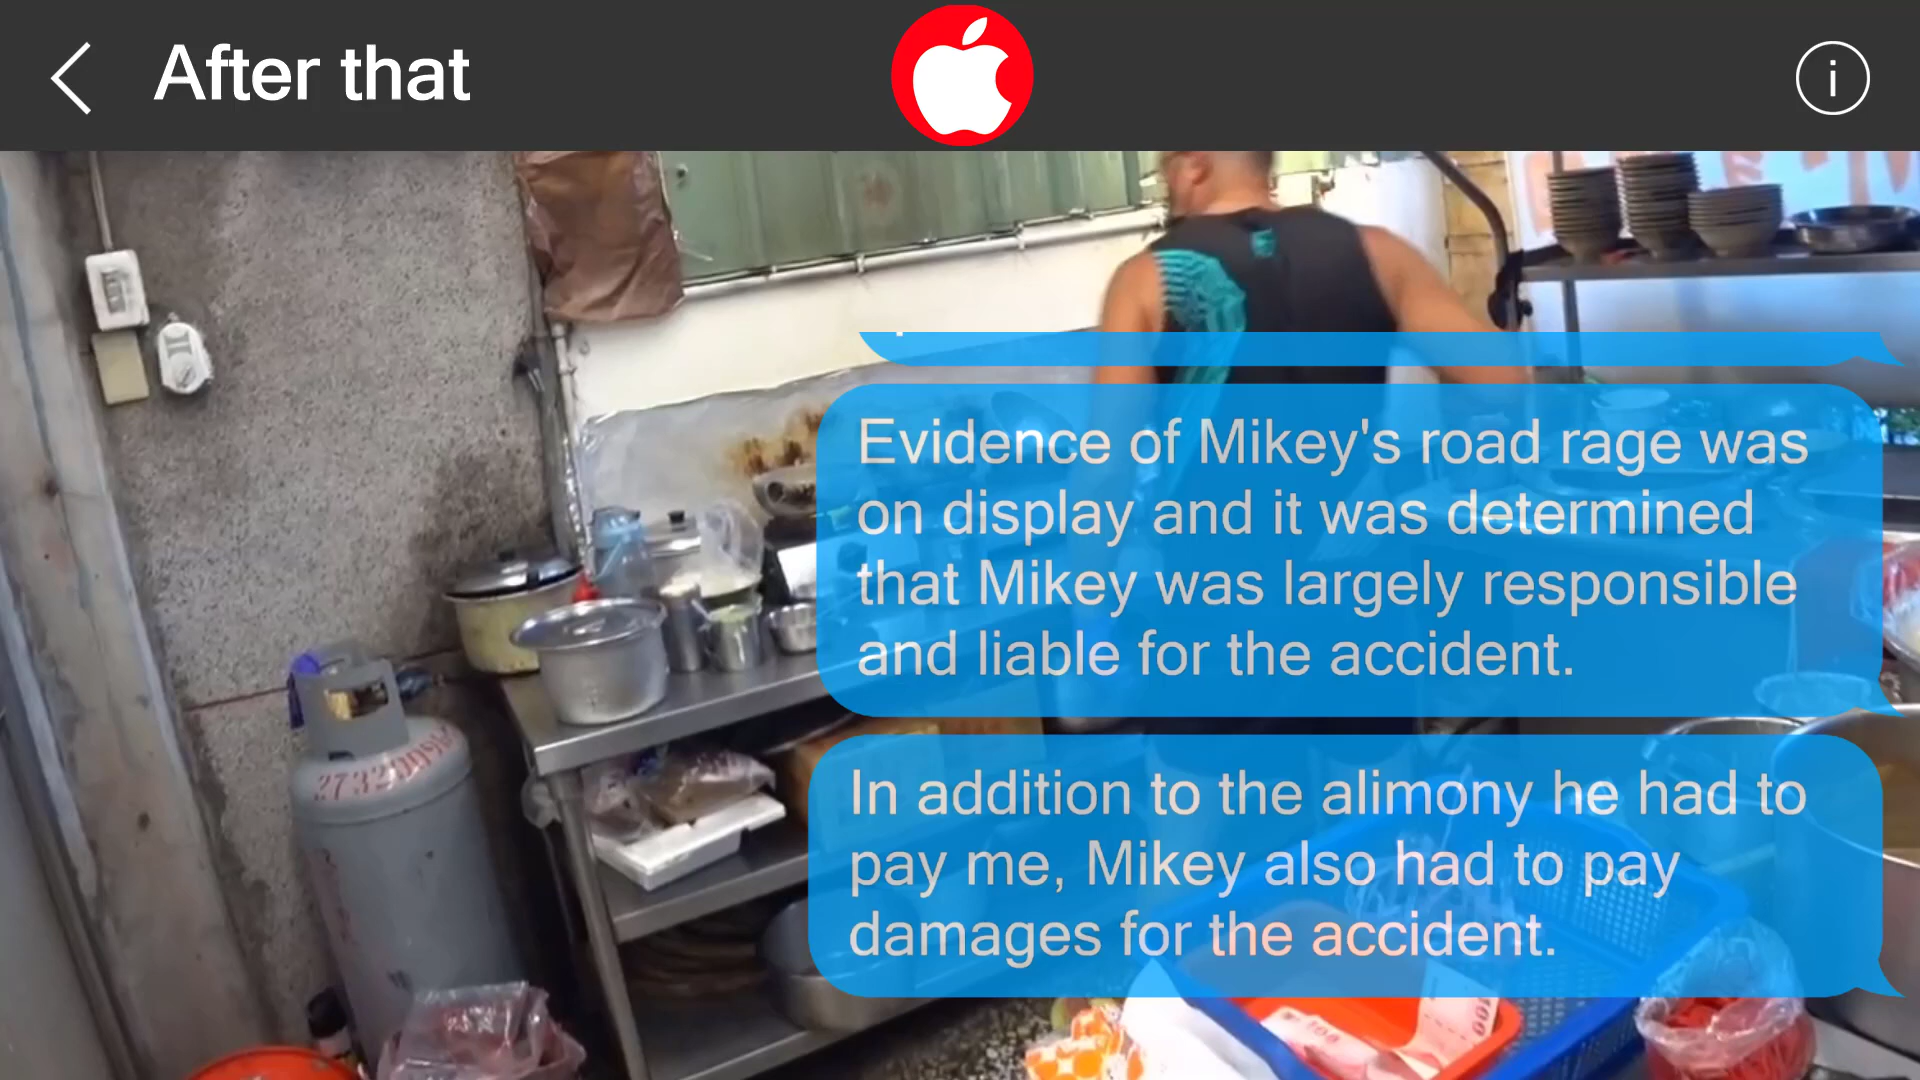 After that
i
Evidence of Mikey's road rage was
on display and it was determined
that Mikey was largely responsible
and liable for the accident.
In addition to the alimony he had to
pay me, Mikey also had to pay
damages for the accident.
100